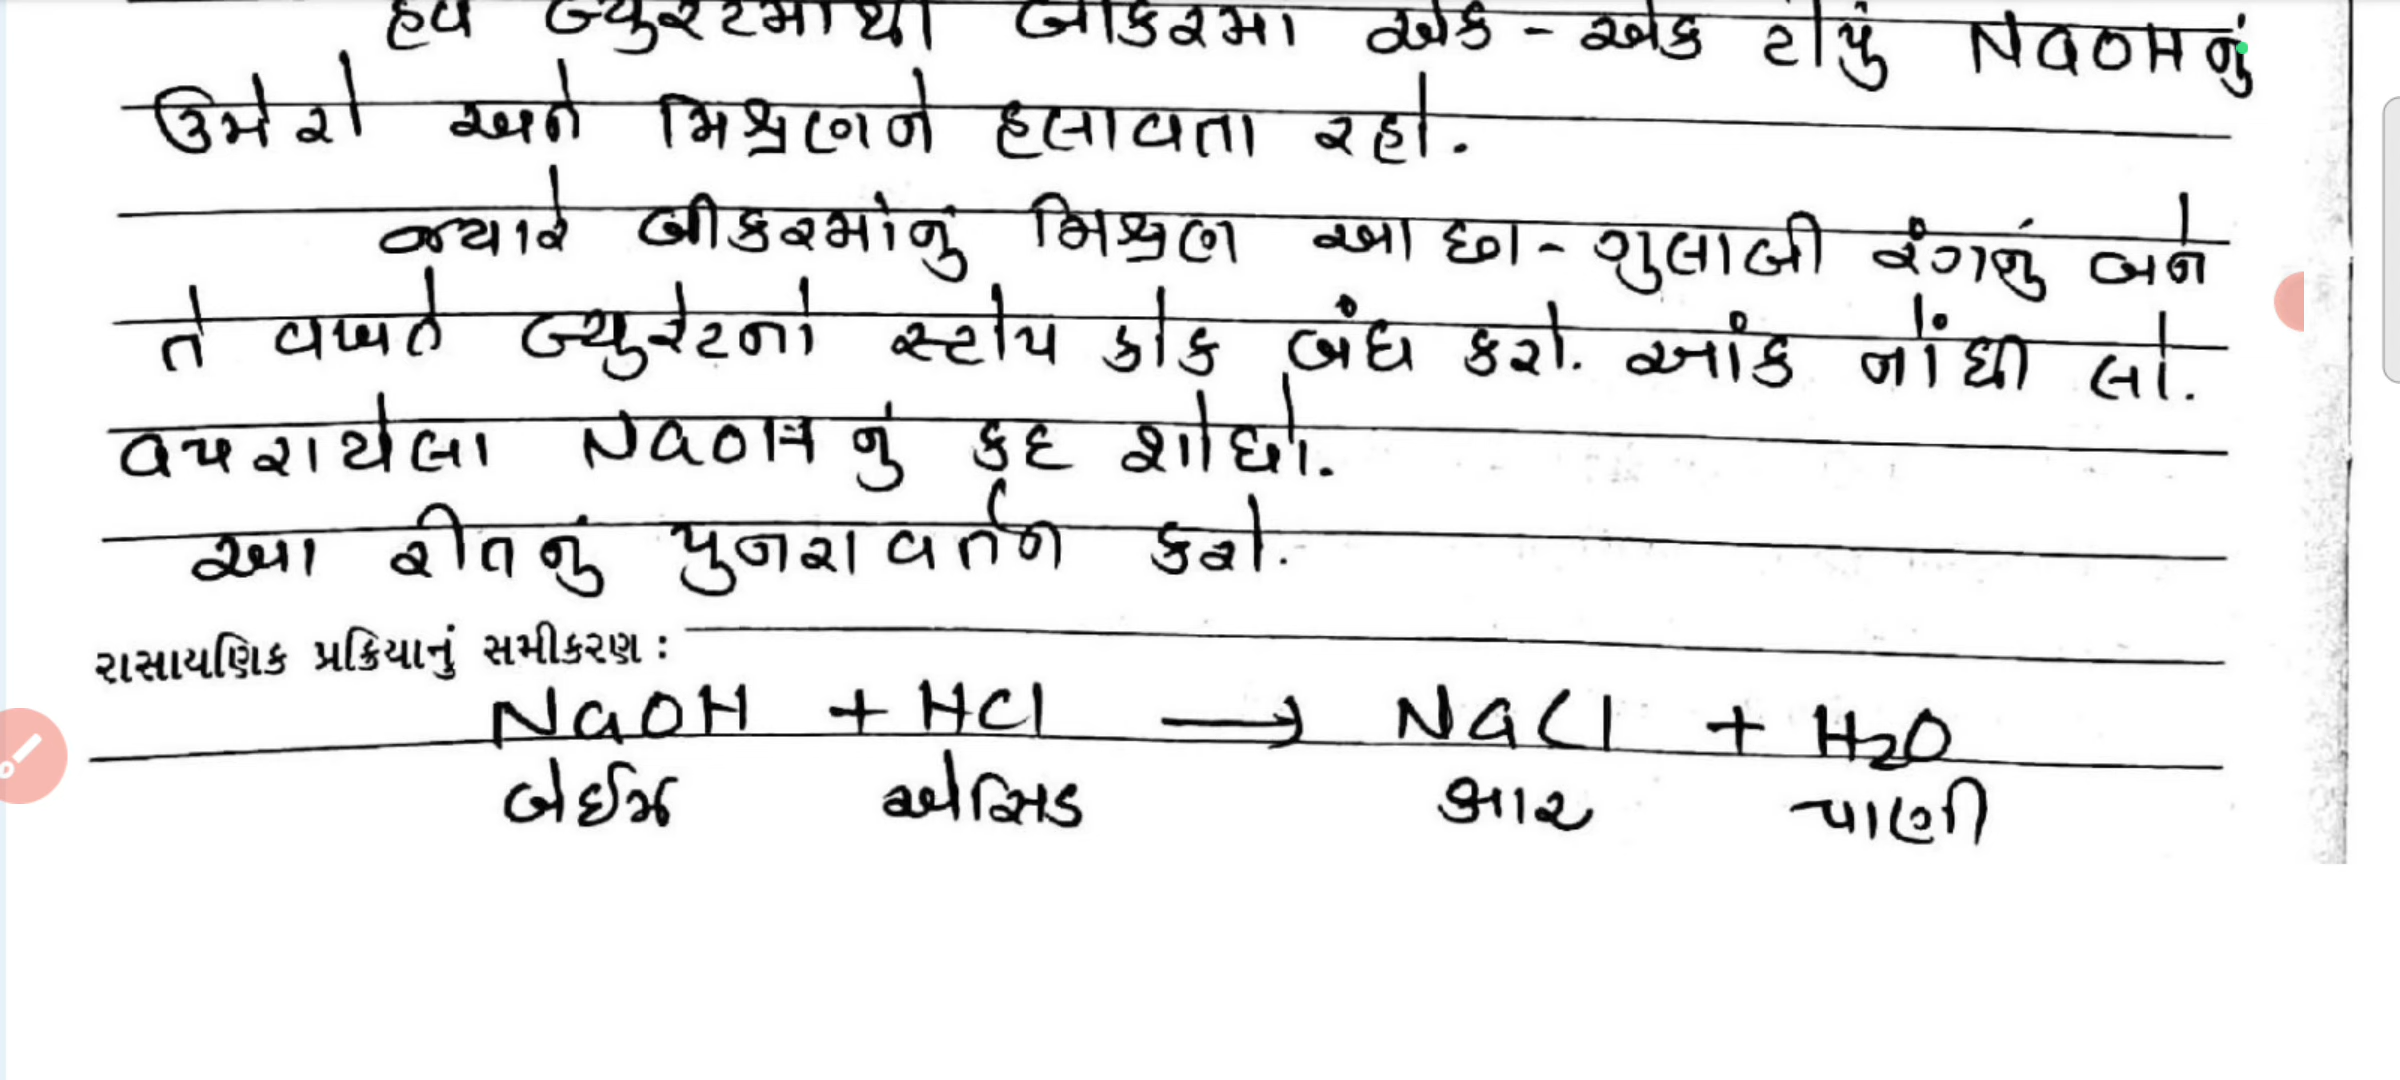 હવે બ્યુરેટમાંથી બીકરમાં એક - એક ટીપું NaOH નું
ઉમેરો અને મિશ્રણને હલાવતા રહો.
જ્યારે બીકરમાંનું મિશ્રણ આછા - ગુલાબી રંગનું બને
તે વખતે બ્યુરેટનો સ્ટોપ કોક બંધ કરો. આંક નોંધી લો.
વપરાયેલા NaOH નું કદ શોધો.
આ રીતનું પુનરાવર્તન કરો.
રાસાયણિક પ્રક્રિયાનું સમીકરણ :
NaOH + HCl → NaCl + H2O
બેઈઝ એસિડ ક્ષાર પાણી